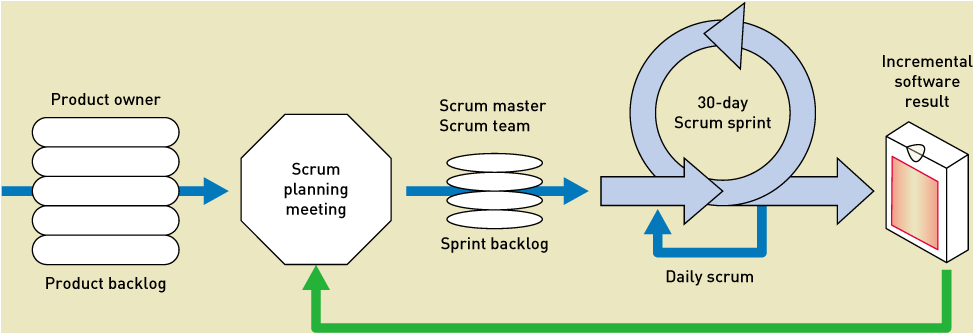 Product owner
Product backlog
Scrum
planning
meeting
Scrum master
Scrum team
Sprint backlog
30-day
Scrum sprint
Daily scrum
Incremental
software
result